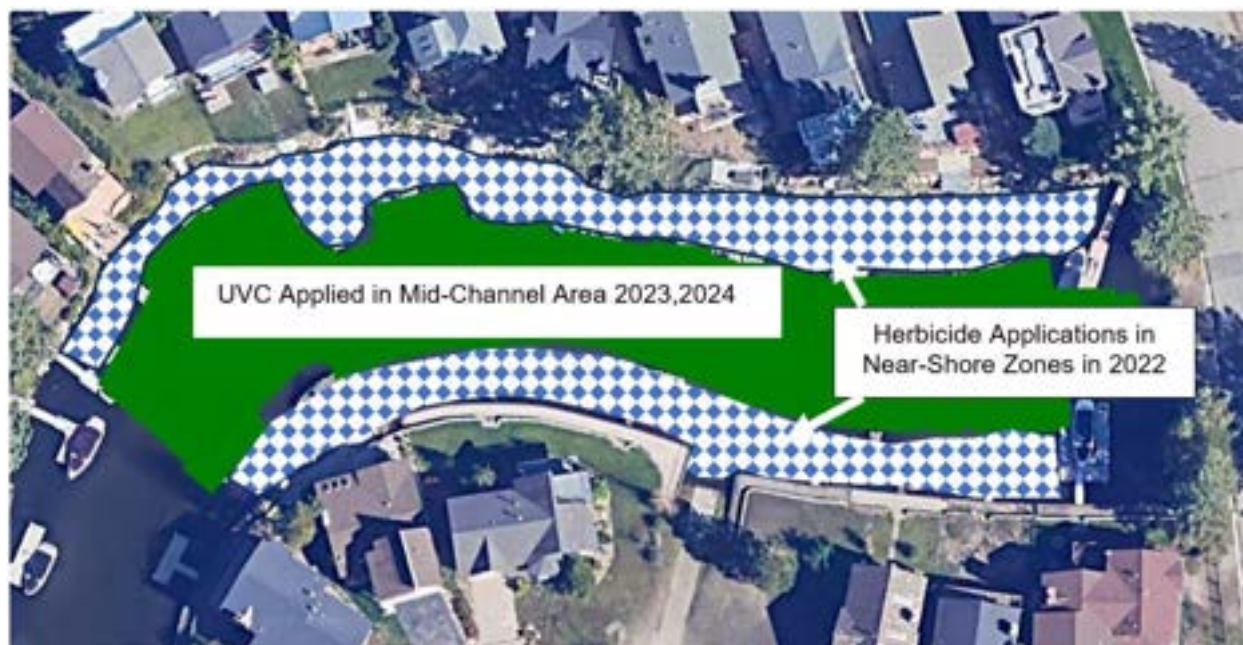 UVC Applied in Mid-Channel Area 2023,2024
Herbicide Applications in
Near-Shore Zones in 2022